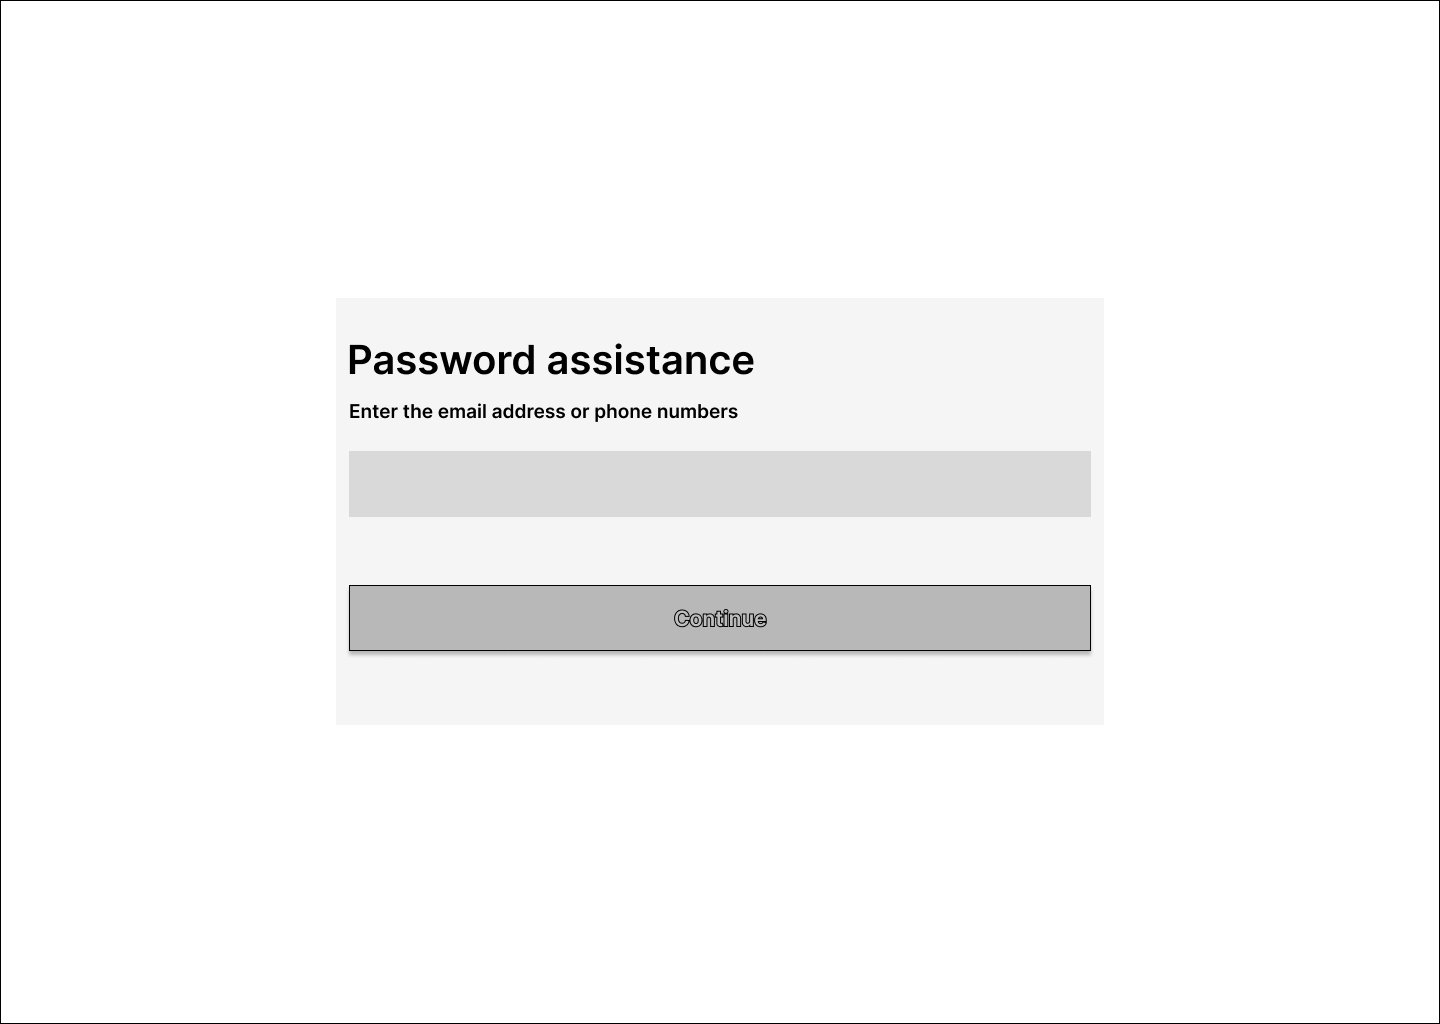 Password assistance
Enter the email address or phone numbers
Continue